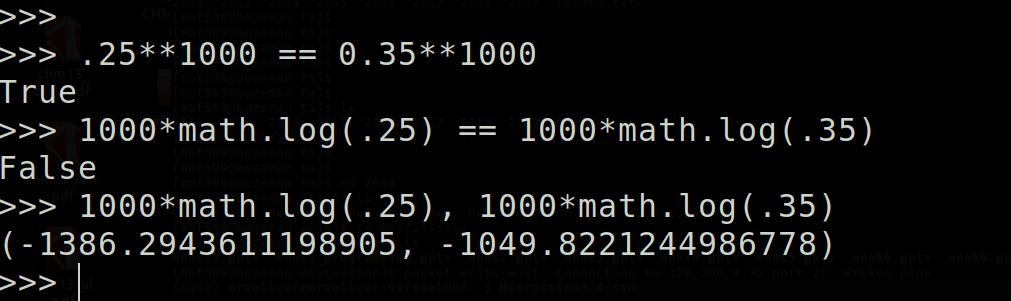 >>>
>>> .25**1000 == 0.35**1000
True
>>> 1000*math.log(.25) == 1000*math.log(.35)
False
>>> 1000*math.log(.25), 1000*math.log(.35)
(-1386.2943611198905, -1049.8221244986778)
>>>